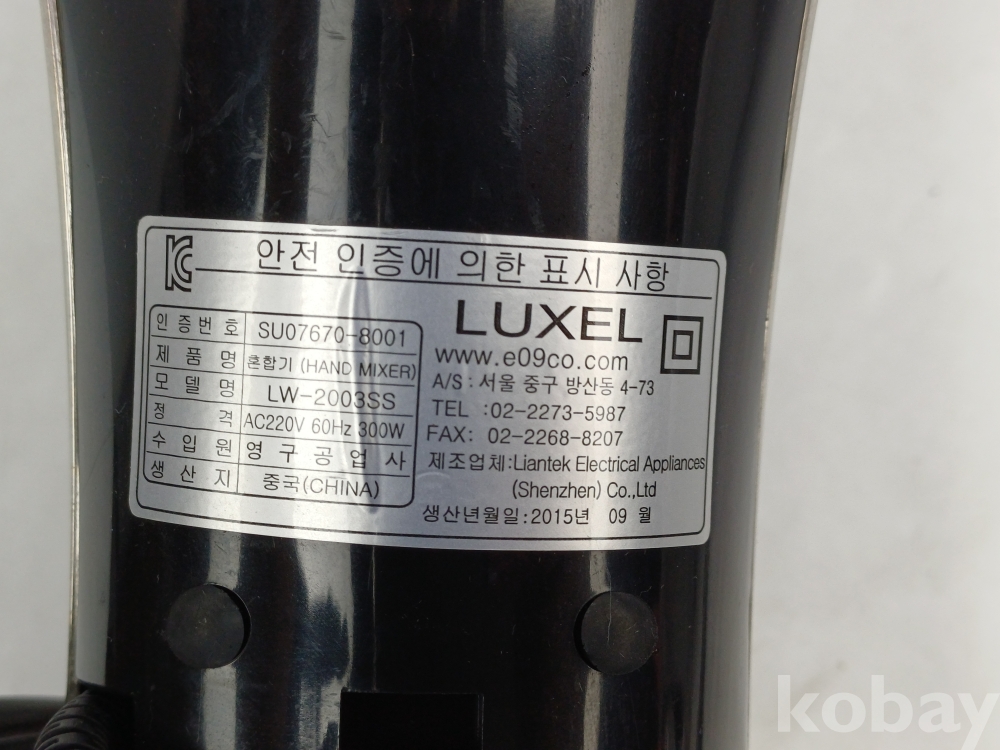 안전 인증에 의한 표시 사항
인증번호 SU07670-8001
제품명 혼합기 (HAND MIXER)
모델명 LW-2003SS
정격 AC220V 60Hz 300W
수입원 영구공업사
생산지 중국(CHINA)
LUXEL
www.e09co.com
A/S : 서울 중구 방산동 4-73
TEL :02-2273-5987
FAX: 02-2268-8207
제조업체:Liantek Electrical Appliances
(Shenzhen) Co.,Ltd
생산년월일:2015년 09 월
kobay